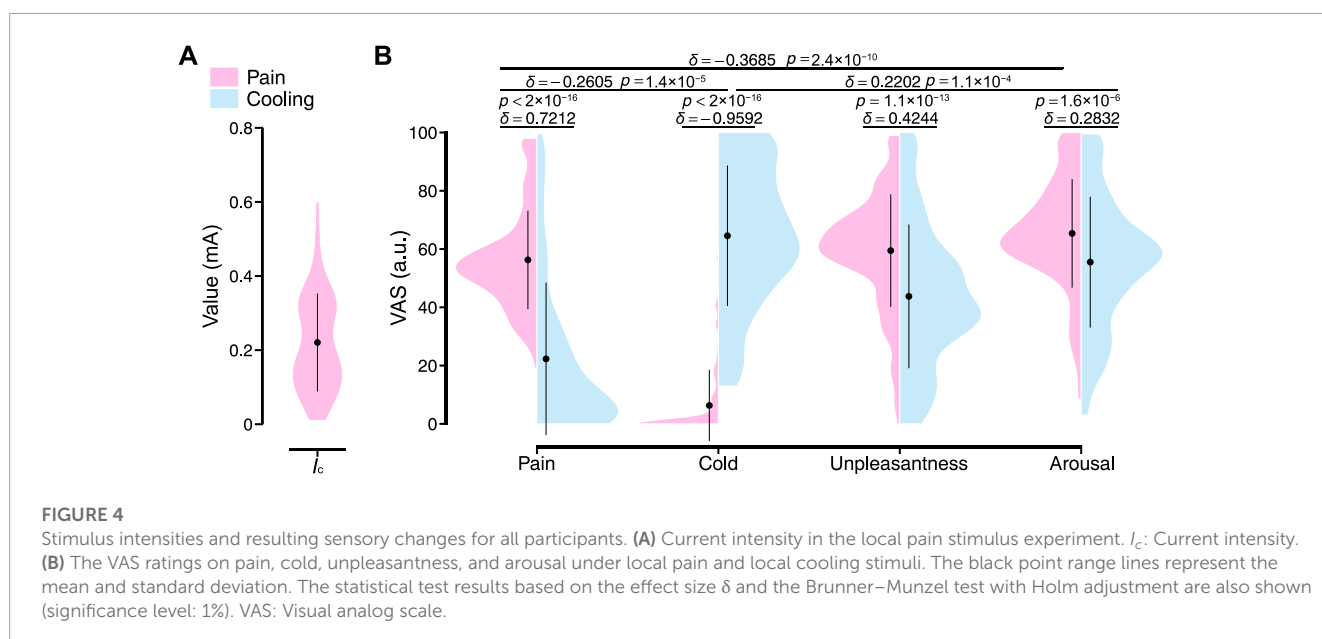 A
Pain
Cooling
Value (mA)
0.8
0.6
0.4
0.2
0
Ic
B
δ=−0.3685 p=2.4×10⁻¹⁰
δ=−0.2605 p=1.4×10⁻⁵
δ=0.2202 p=1.1×10⁻⁴
p<2×10⁻¹⁶
δ=0.7212
p<2×10⁻¹⁶
δ=−0.9592
p=1.1×10⁻¹³
δ=0.4244
p=1.6×10⁻⁶
δ=0.2832
VAS (a.u.)
100
80
60
40
20
0
Pain
Cold
Unpleasantness
Arousal
FIGURE 4
Stimulus intensities and resulting sensory changes for all participants. (A) Current intensity in the local pain stimulus experiment. Ic: Current intensity.
(B) The VAS ratings on pain, cold, unpleasantness, and arousal under local pain and local cooling stimuli. The black point range lines represent the
mean and standard deviation. The statistical test results based on the effect size δ and the Brunner–Munzel test with Holm adjustment are also shown
(significance level: 1%). VAS: Visual analog scale.